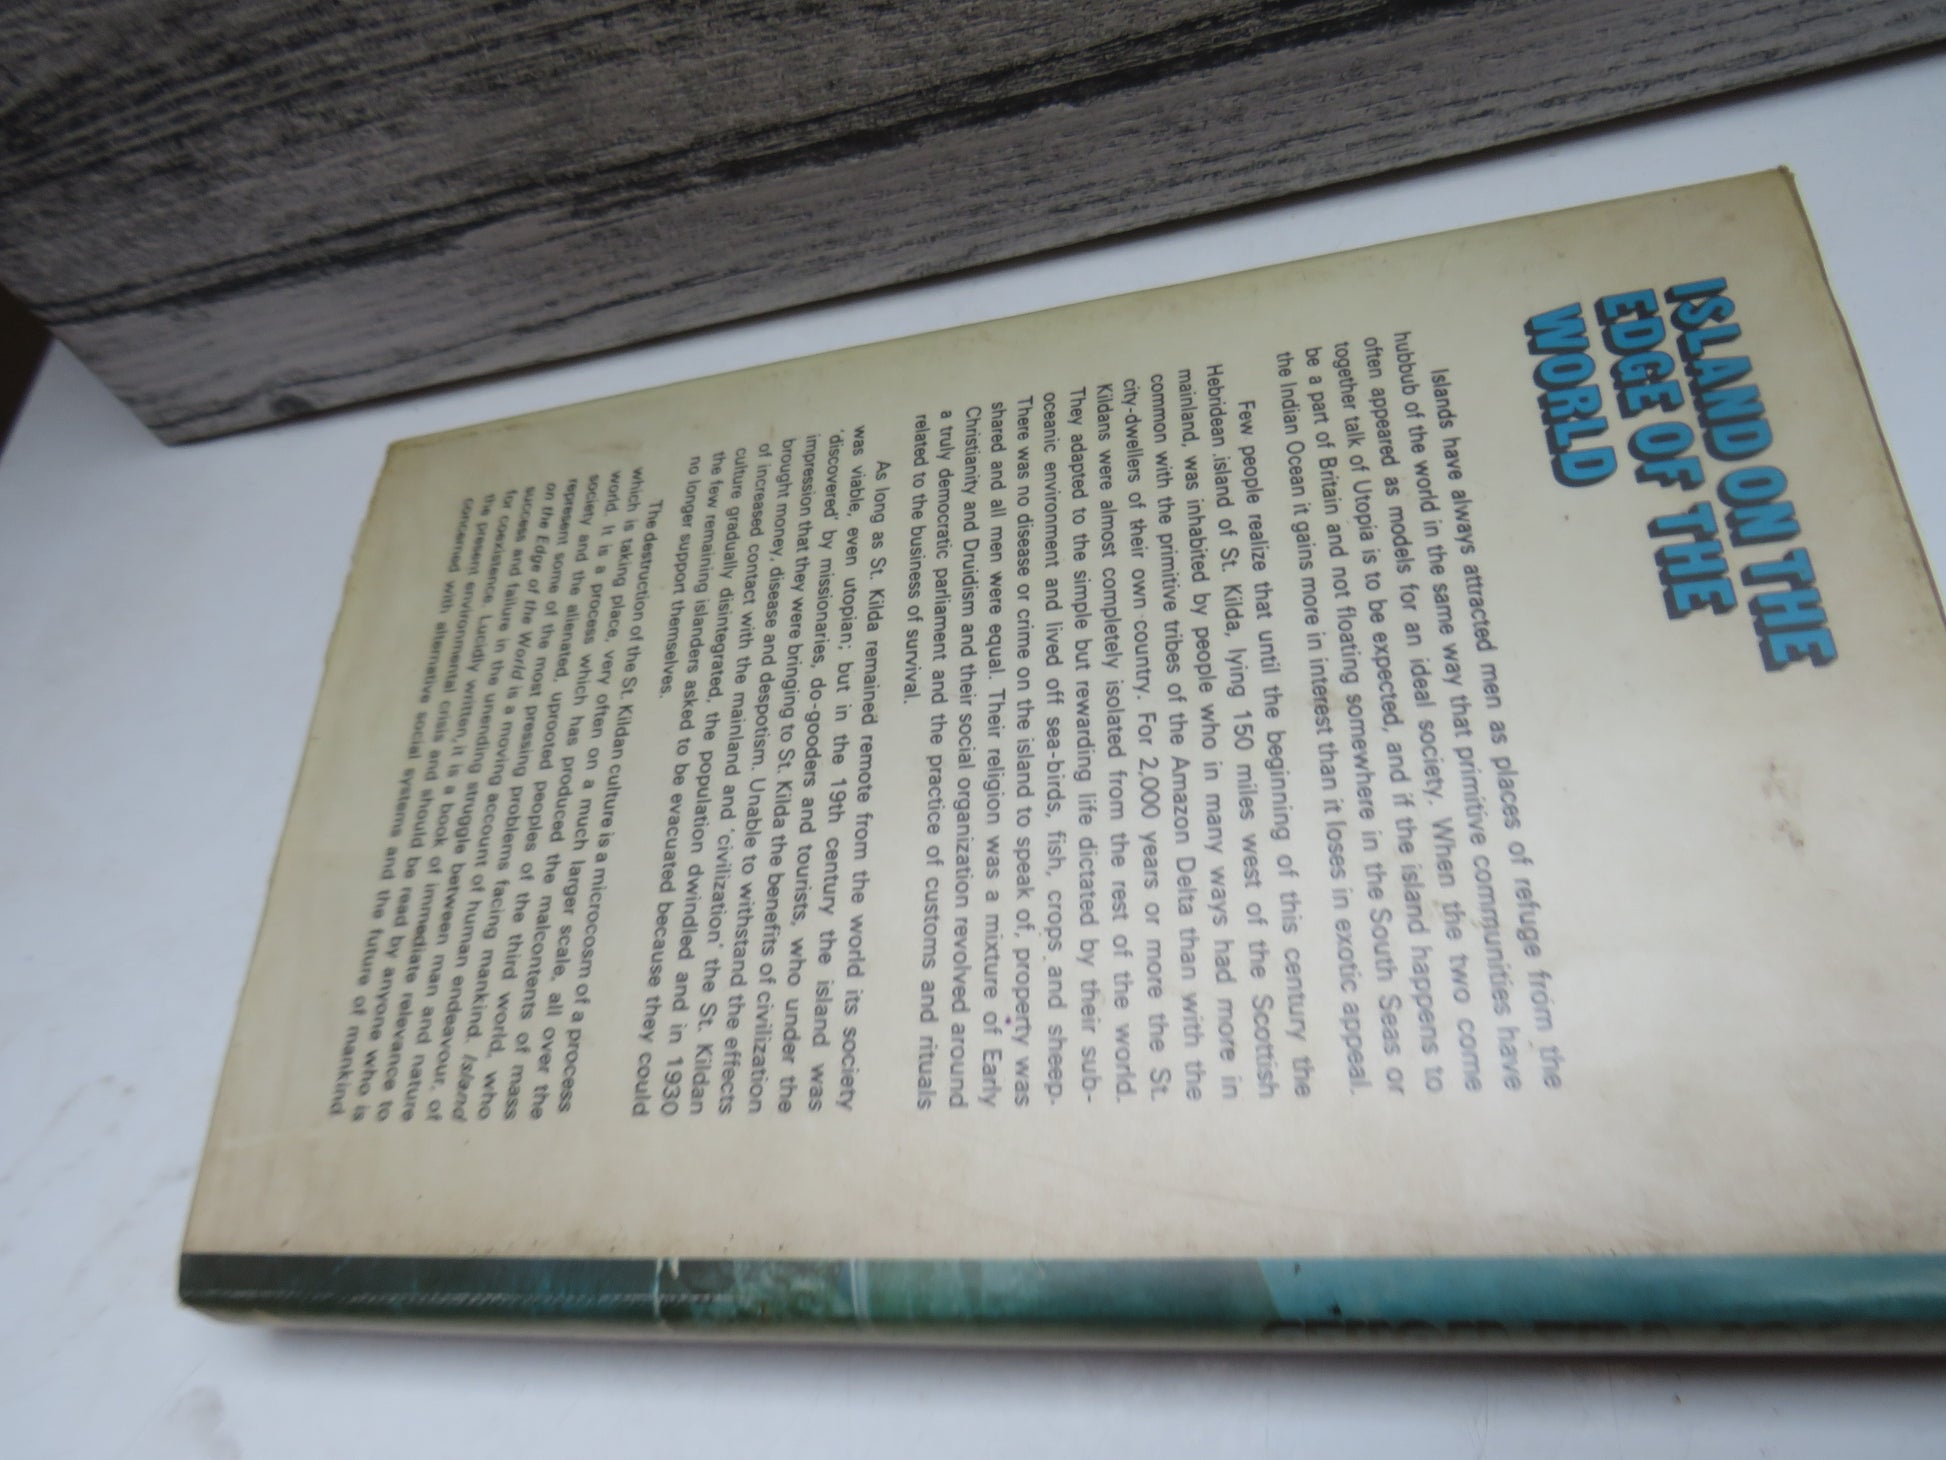 ISLAND ON THE
EDGE OF THE
WORLD
Islands have always attracted men as places of refuge from the
hubbub of the world in the same way that primitive communities have
often appeared as models for an ideal society. When the two come
together talk of Utopia is to be expected, and if the island happens to
be a part of Britain and not floating somewhere in the South Seas or
the Indian Ocean it gains more in interest than it loses in exotic appeal.
Few people realize that until the beginning of this century the
Hebridean island of St. Kilda, lying 150 miles west of the Scottish
mainland, was inhabited by people who in many ways had more in
common with the primitive tribes of the Amazon Delta than with the
city-dwellers of their own country. For 2,000 years or more the St.
Kildans were almost completely isolated from the rest of the world.
They adapted to the simple but rewarding life dictated by their sub-
oceanic environment and lived off sea-birds, fish, crops and sheep.
There was no disease or crime on the island to speak of, property was
shared and all men were equal. Their religion was a mixture of Early
Christianity and Druidism and their social organization revolved around
a truly democratic parliament and the practice of customs and rituals
related to the business of survival.
As long as St. Kilda remained remote from the world its society
was viable, even utopian; but in the 19th century the island was
'discovered' by missionaries, do-gooders and tourists, who under the
impression that they were bringing to St. Kilda the benefits of civilization
brought money, disease and despotism. Unable to withstand the effects
of increased contact with the mainland and 'civilization' the St. Kildan
culture gradually disintegrated, the population dwindled and in 1930
the few remaining islanders asked to be evacuated because they could
no longer support themselves.
The destruction of the St. Kildan culture is a microcosm of a process
which is taking place, very often on a much larger scale, all over the
world. It is a process which has produced the malcontents of mass
society and the alienated, uprooted peoples of the third world, who
represent some of the most pressing problems facing mankind. Island
on the Edge of the World is a moving account of human endeavour, of
success and failure in the unending struggle between man and nature
for coexistence. Lucidly written, it is a book of immediate relevance to
the present environmental crisis and should be read by anyone who is
concerned with alternative social systems and the future of mankind.